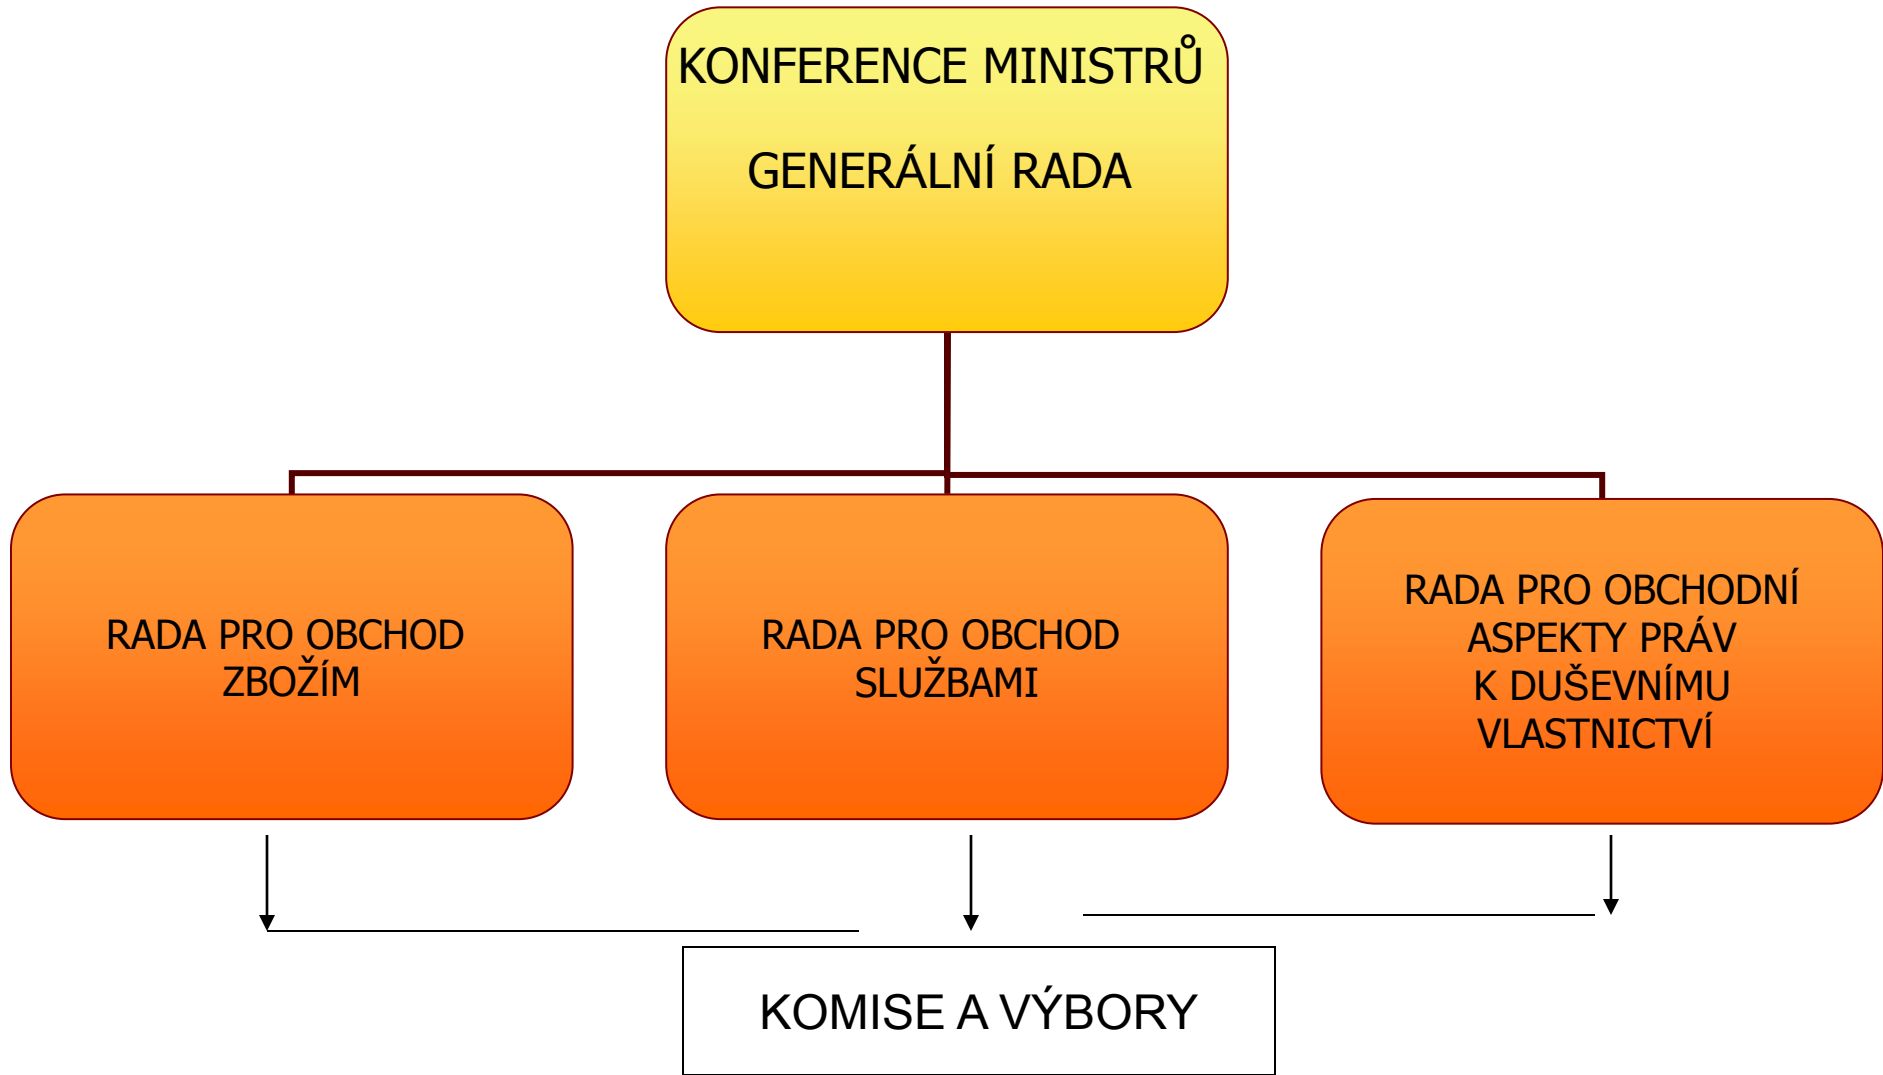 KONFERENCE MINISTRŮ
GENERÁLNÍ RADA
RADA PRO OBCHOD
ZBOŽÍM
RADA PRO OBCHOD
SLUŽBAMI
RADA PRO OBCHODNÍ
ASPEKTY PRÁV
K DUŠEVNÍMU
VLASTNICTVÍ
KOMISE A VÝBORY